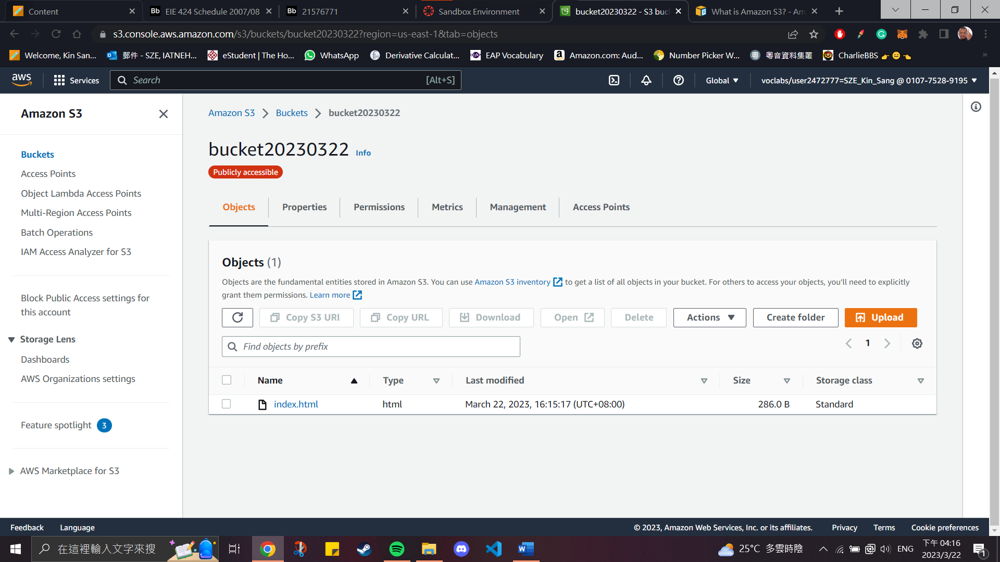 Content
EIE 424 Schedule 2007/08
21576771
Sandbox Environment
bucket20230322 - S3 buc
What is Amazon S3? - Am
s3.console.aws.amazon.com/s3/buckets/bucket20230322?region=us-east-1&tab=objects
Welcome, Kin San...
郵件 - SZE, IATNEH...
eStudent | The Ho...
WhatsApp
Derivative Calculat...
EAP Vocabulary
Amazon.com: Aud...
Number Picker W...
粵音資料集叢
CharlieBBS
aws
Services
Search
[Alt+S]
Global
voclabs/user2472777=SZE_Kin_Sang @ 0107-7528-9195
Amazon S3
Buckets
Access Points
Object Lambda Access Points
Multi-Region Access Points
Batch Operations
IAM Access Analyzer for S3
Block Public Access settings for
this account
Storage Lens
Dashboards
AWS Organizations settings
Feature spotlight 3
AWS Marketplace for S3
Amazon S3 > Buckets > bucket20230322
bucket20230322 Info
Publicly accessible
Objects
Properties
Permissions
Metrics
Management
Access Points
Objects (1)
Objects are the fundamental entities stored in Amazon S3. You can use Amazon S3 inventory to get a list of all objects in your bucket. For others to access your objects, you'll need to explicitly
grant them permissions. Learn more
Copy S3 URI
Copy URL
Download
Open
Delete
Actions
Create folder
Upload
Find objects by prefix
1
Name
Type
Last modified
Size
Storage class
index.html
html
March 22, 2023, 16:15:17 (UTC+08:00)
286.0 B
Standard
Feedback
Language
© 2023, Amazon Web Services, Inc. or its affiliates.
Privacy
Terms
Cookie preferences
在這裡輸入文字來搜
25°C 多雲時陰
ENG
下午 04:16
2023/3/22
1